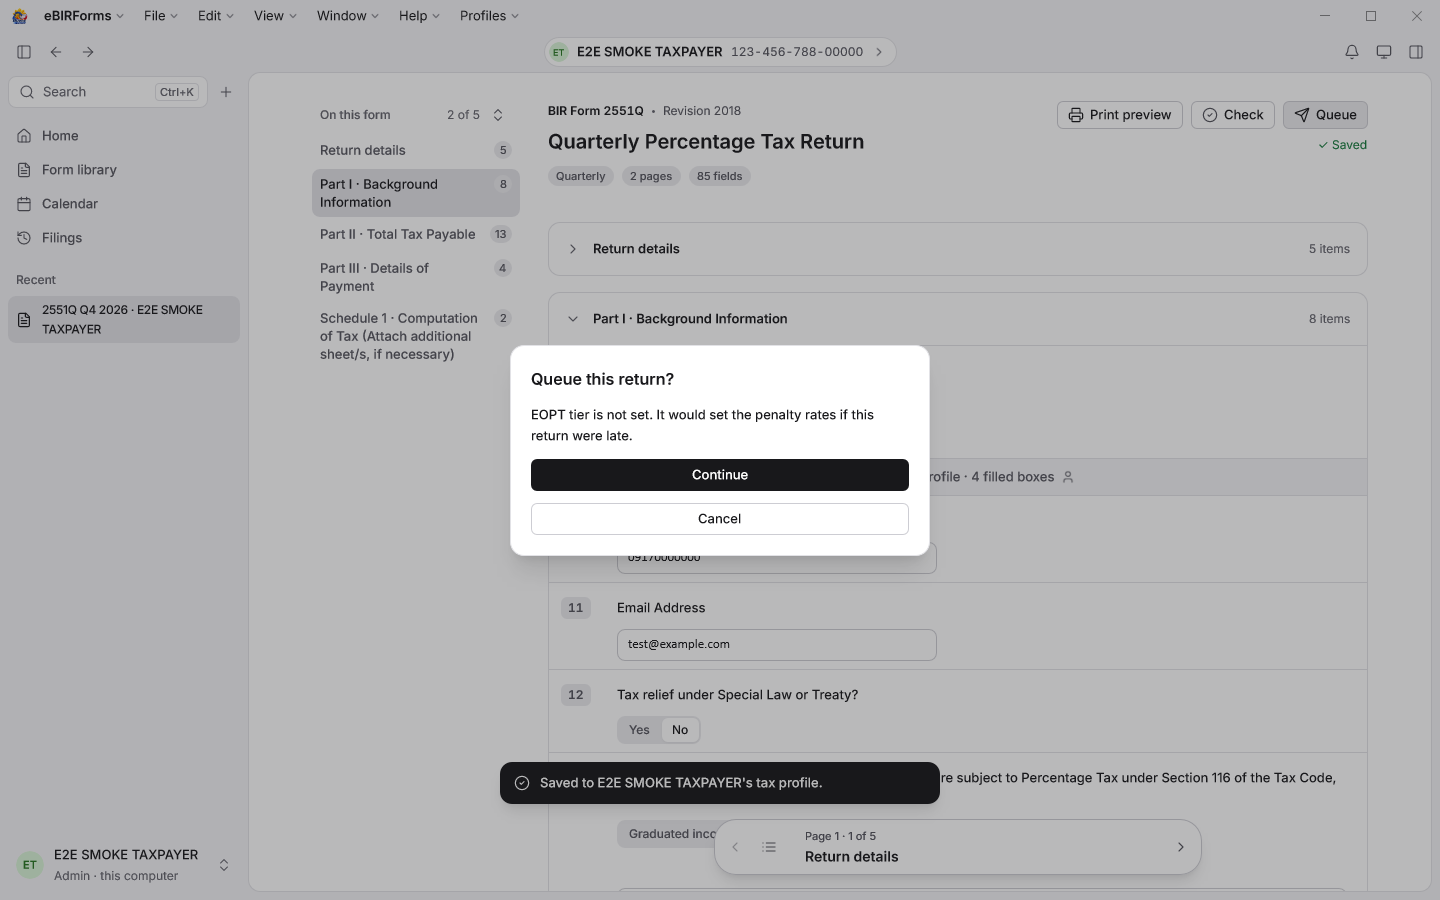 eBIRForms File Edit View Window Help Profiles
ET E2E SMOKE TAXPAYER 123-456-788-00000
Search Ctrl+K
Home
Form library
Calendar
Filings
Recent
2551Q Q4 2026 · E2E SMOKE
TAXPAYER
ET E2E SMOKE TAXPAYER
Admin · this computer
On this form 2 of 5
Return details 5
Part I · Background 8
Information
Part II · Total Tax Payable 13
Part III · Details of 4
Payment
Schedule 1 · Computation 2
of Tax (Attach additional
sheet/s, if necessary)
BIR Form 2551Q • Revision 2018
Quarterly Percentage Tax Return
Quarterly 2 pages 85 fields
Print preview Check Queue
Saved
Return details 5 items
Part I · Background Information 8 items
Queue this return?
EOPT tier is not set. It would set the penalty rates if this
return were late.
Continue
Cancel
· 4 filled boxes
09170000000
11 Email Address
test@example.com
12 Tax relief under Special Law or Treaty?
Yes No
subject to Percentage Tax under Section 116 of the Tax Code,
Saved to E2E SMOKE TAXPAYER's tax profile.
Graduated
Page 1 · 1 of 5
Return details